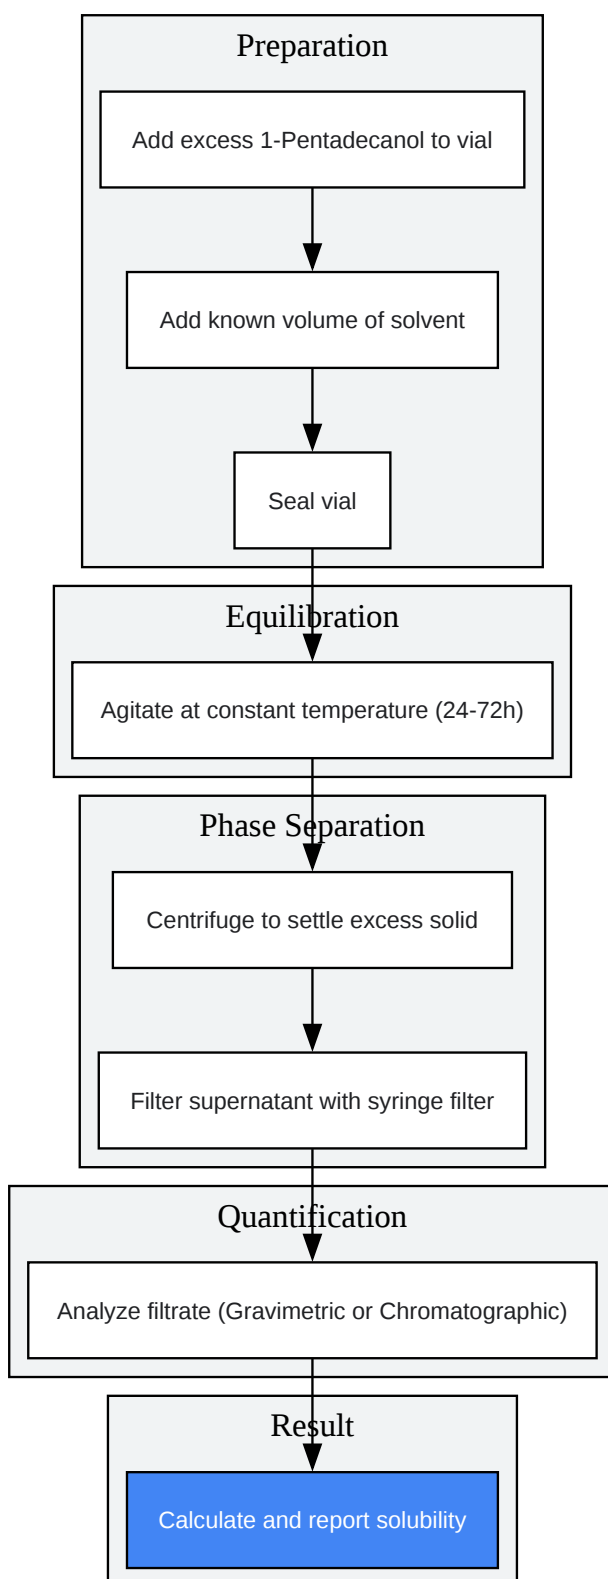 Preparation
Add excess 1-Pentadecanol to vial
Add known volume of solvent
Seal vial
Equilibration
Agitate at constant temperature (24-72h)
Phase Separation
Centrifuge to settle excess solid
Filter supernatant with syringe filter
Quantification
Analyze filtrate (Gravimetric or Chromatographic)
Result
Calculate and report solubility